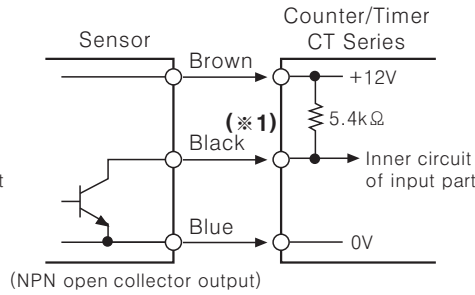 Counter/Timer
Sensor
CT Series
Brown
+12V
(※1)
5.4kΩ
Black
Inner circuit
of input part
t
Blue
0V
(NPN open collector output)